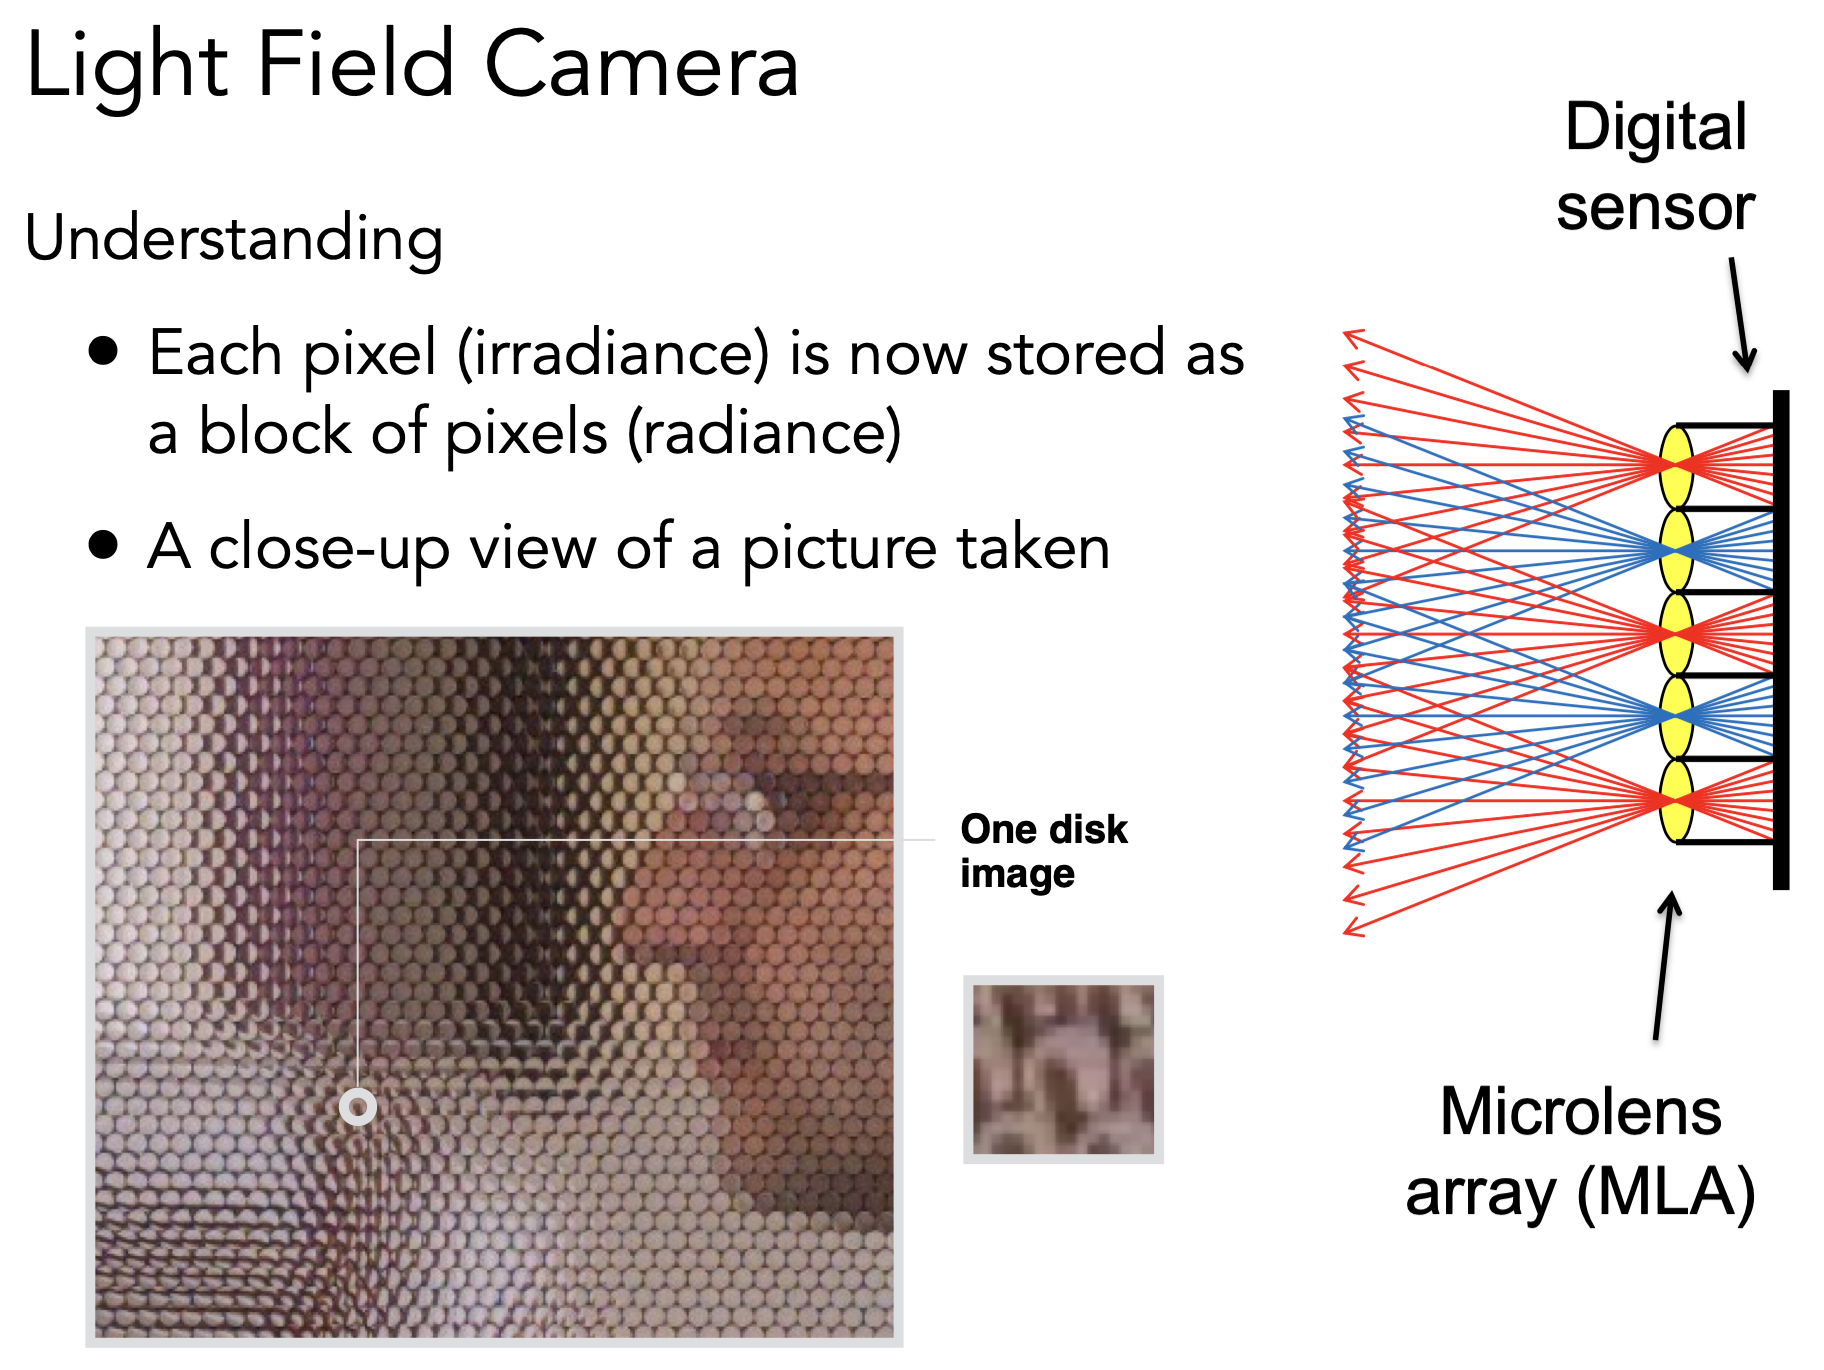 Light Field Camera
Understanding
• Each pixel (irradiance) is now stored as
a block of pixels (radiance)
• A close-up view of a picture taken
One disk
image
Digital
sensor
Microlens
array (MLA)